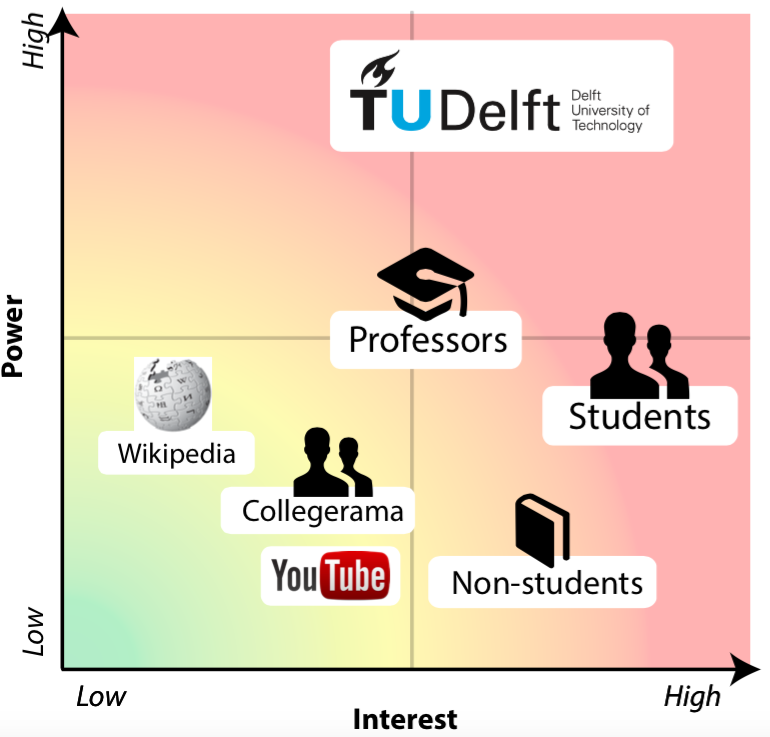 High
TU Delft
Delft
University of
Technology
Power
Professors
Students
Wikipedia
Collegerama
YouTube
Non-students
Low
Low
High
Interest